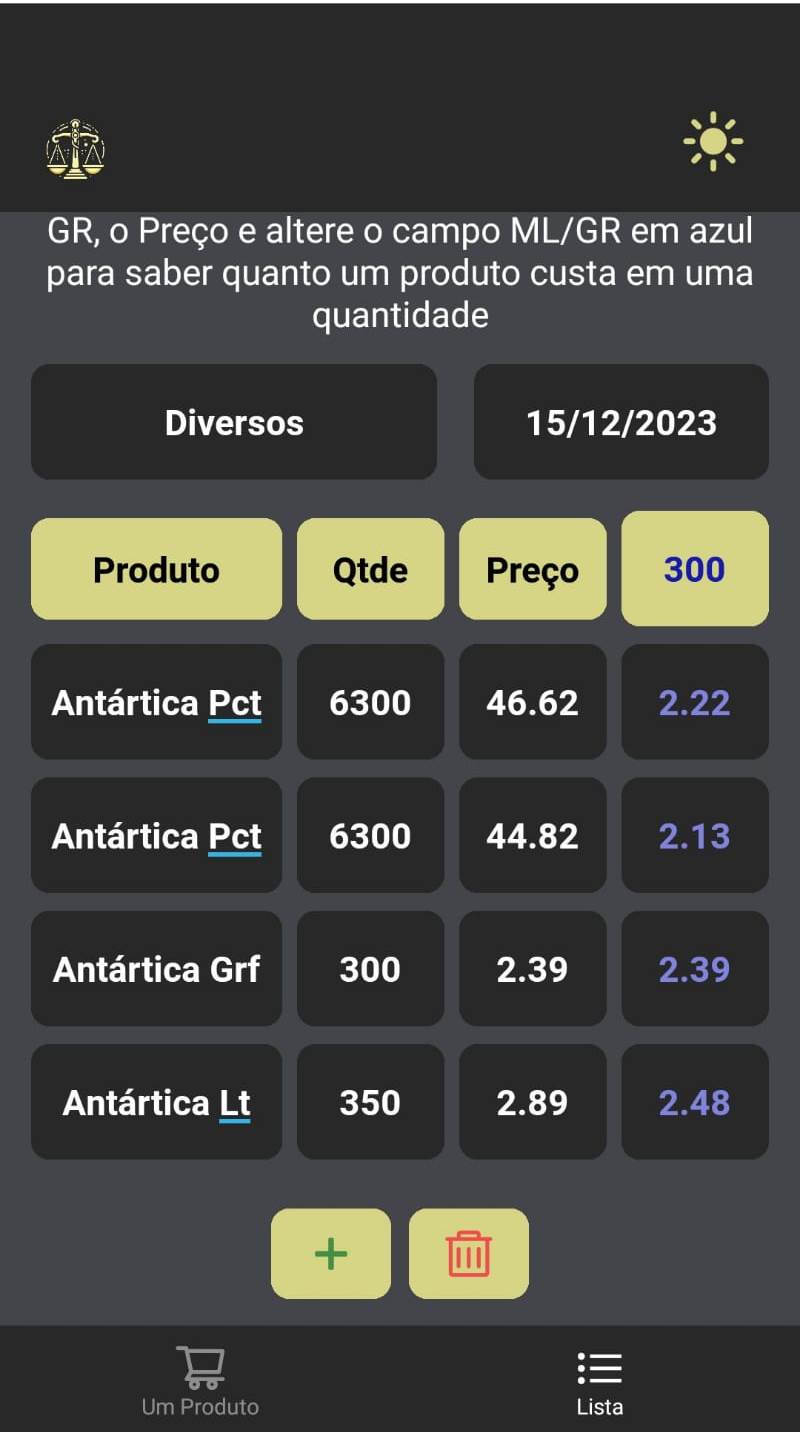 GR, o Preço e altere o campo ML/GR em azul
para saber quanto um produto custa em uma
quantidade
Diversos 15/12/2023
Produto Qtde Preço 300
Antártica Pct 6300 46.62 2.22
Antártica Pct 6300 44.82 2.13
Antártica Grf 300 2.39 2.39
Antártica Lt 350 2.89 2.48
+
Um Produto Lista